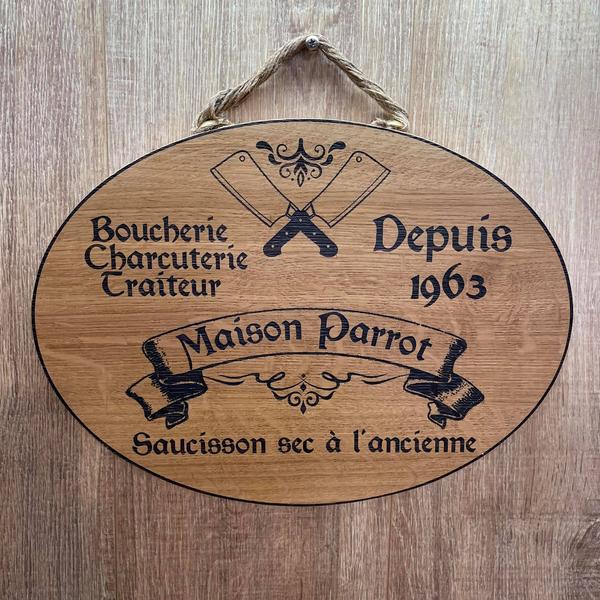 Boucherie
Charcuterie
Traiteur
Depuis
1963
Maison Parrot
Saucisson sec à l'ancienne